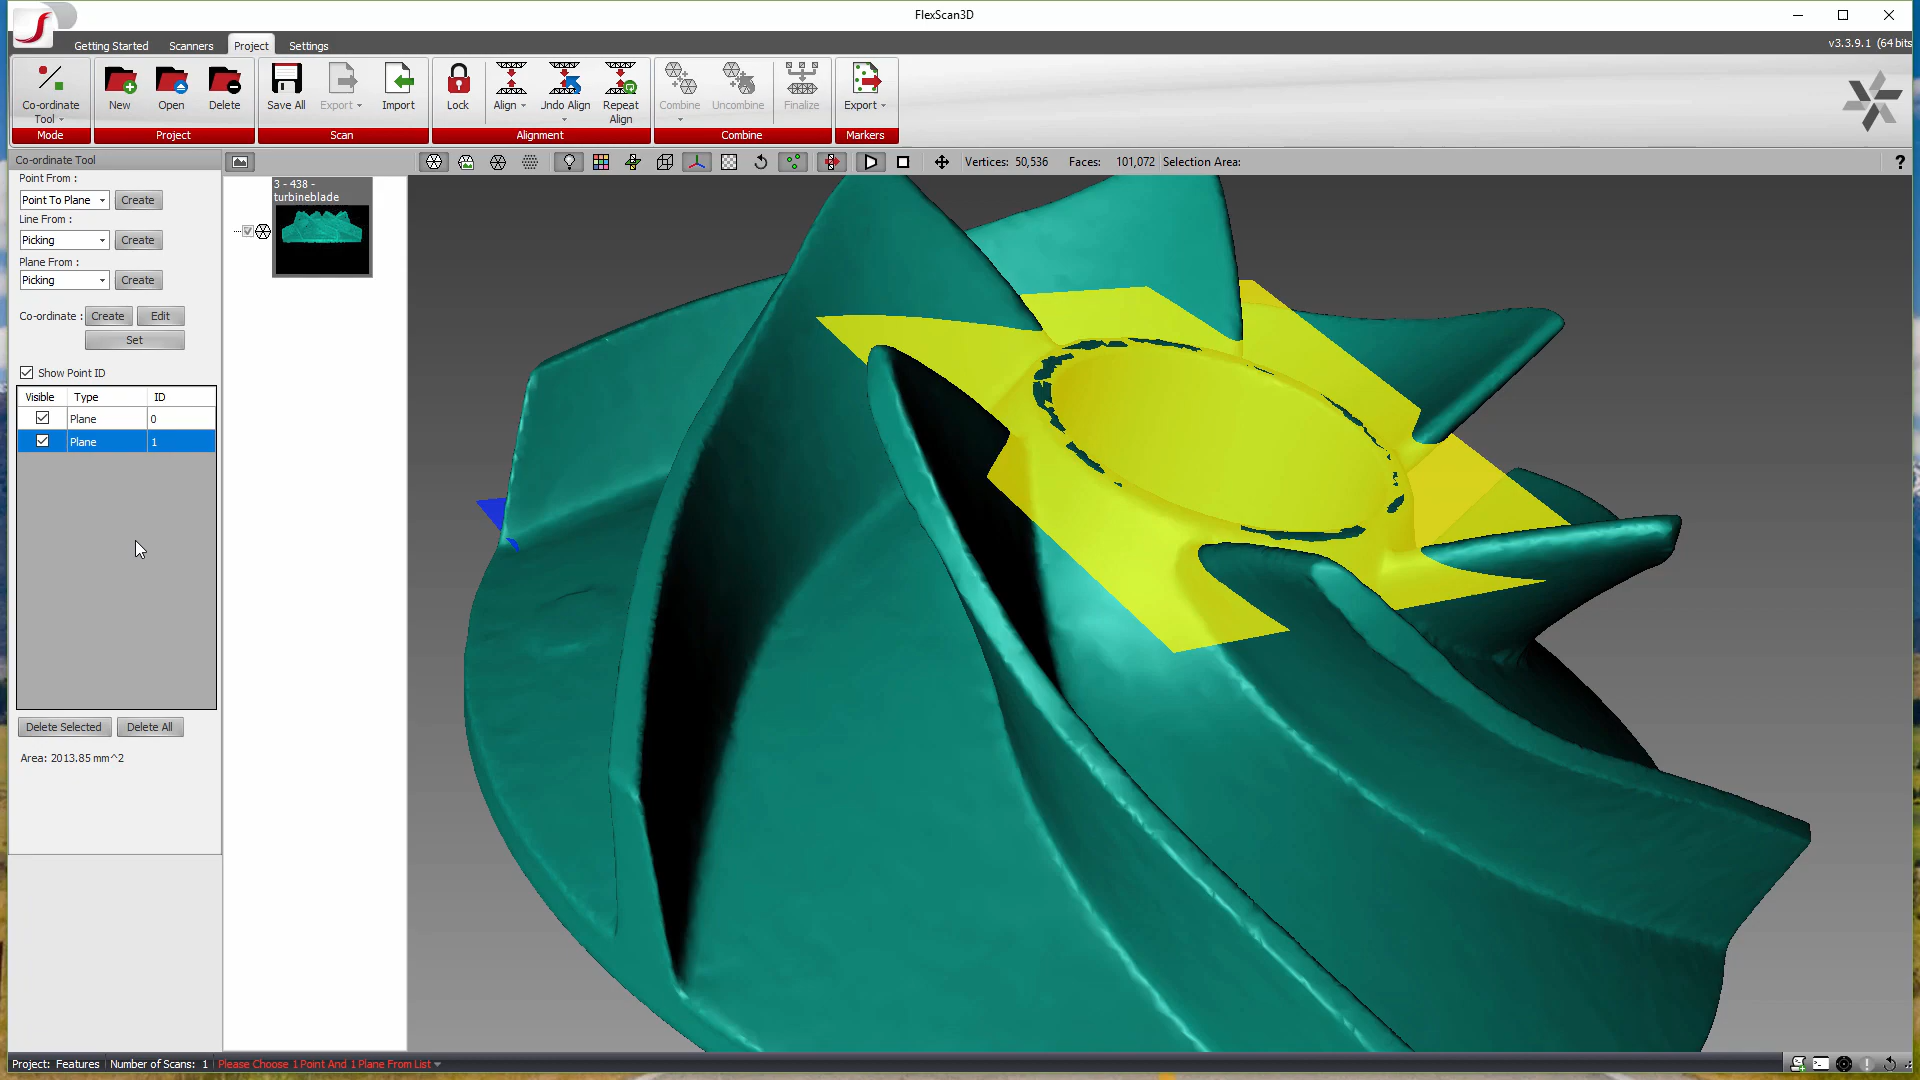 FlexScan3D
Getting Started Scanners Project Settings
v3.3.9.1 (64 bits
Co-ordinate Tool New Open Delete Save All Export Import Lock Align Undo Align Repeat Align Combine Uncombine Finalize Export
Mode Project Scan Alignment Combine Markers
Co-ordinate Tool
Vertices: 50,536 Faces: 101,072 Selection Area:
?
Point From :
Point To Plane Create
Line From :
Picking Create
Plane From :
Picking Create
Co-ordinate : Create Edit
Set
Show Point ID
Visible Type ID
Plane 0
Plane 1
Delete Selected Delete All
Area: 2013.85 mm^2
3 - 438 -
turbineblade
Project: Features Number of Scans: 1 Please Choose 1 Point And 1 Plane From List